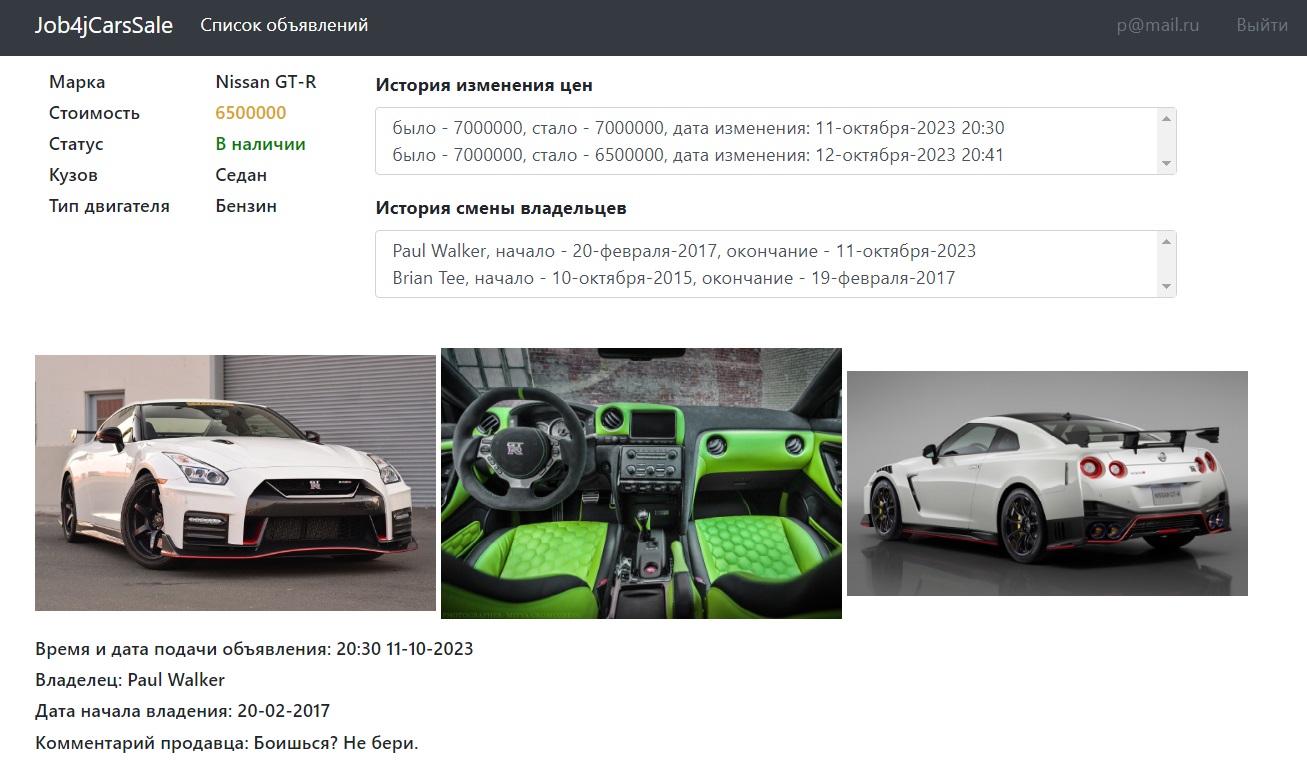 Job4jCarsSale Список объявлений p@mail.ru Выйти
Марка Nissan GT-R
Стоимость 6500000
Статус В наличии
Кузов Седан
Тип двигателя Бензин
История изменения цен
было - 7000000, стало - 7000000, дата изменения: 11-октября-2023 20:30
было - 7000000, стало - 6500000, дата изменения: 12-октября-2023 20:41
История смены владельцев
Paul Walker, начало - 20-февраля-2017, окончание - 11-октября-2023
Brian Tee, начало - 10-октября-2015, окончание - 19-февраля-2017
GT-R
NISSAN GT-R
Время и дата подачи объявления: 20:30 11-10-2023
Владелец: Paul Walker
Дата начала владения: 20-02-2017
Комментарий продавца: Боишься? Не бери.